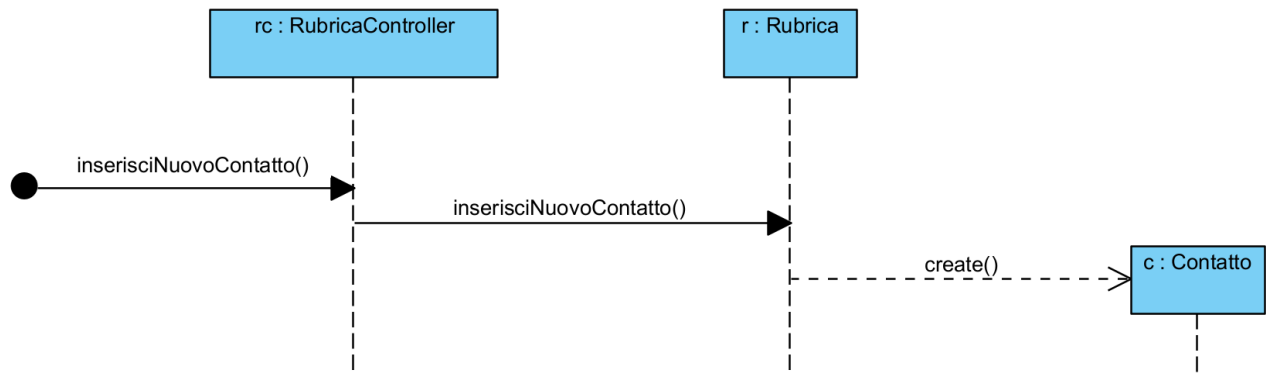 rc : RubricaController
r : Rubrica
inserisciNuovoContatto()
inserisciNuovoContatto()
create()
c : Contatto